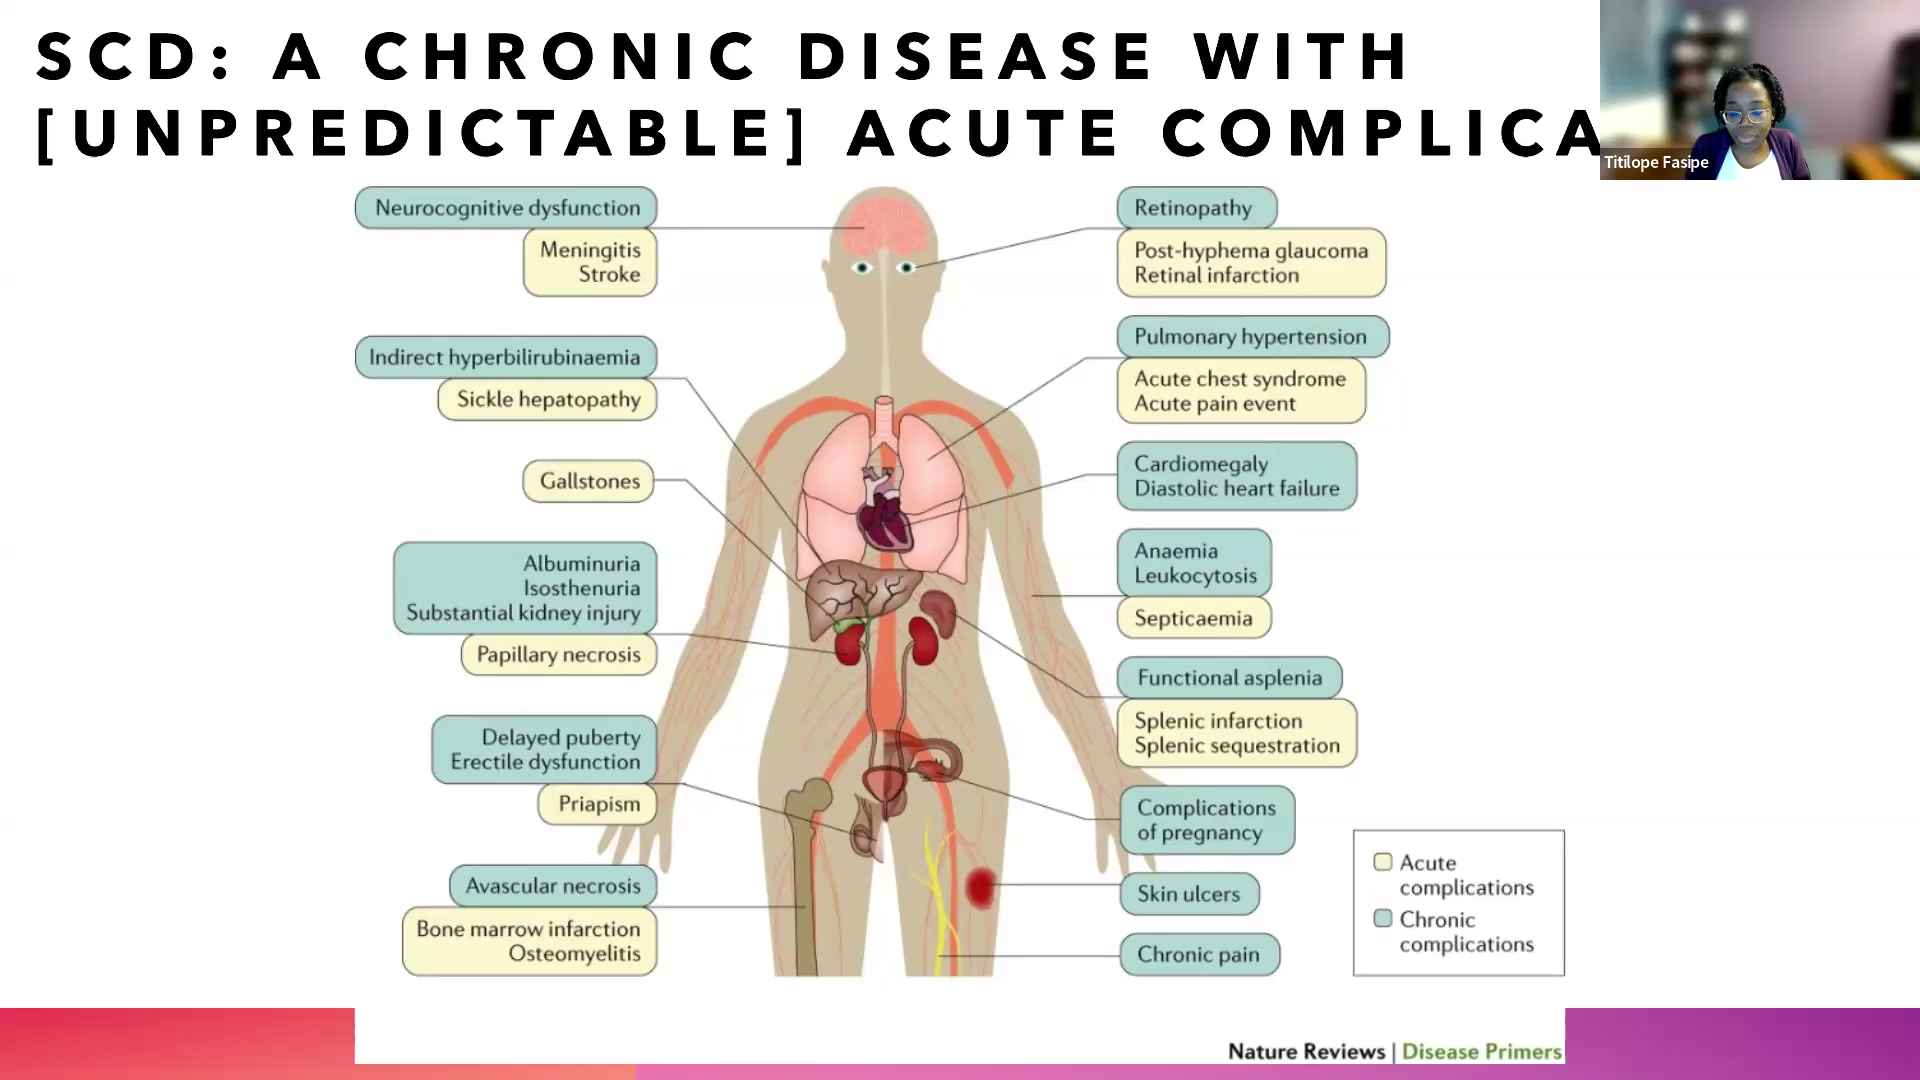 SCD: A CHRONIC DISEASE WITH
[UNPREDICTABLE] ACUTE COMPLICA
Titilope Fasipe
Neurocognitive dysfunction
Meningitis
Stroke
Indirect hyperbilirubinaemia
Sickle hepatopathy
Gallstones
Albuminuria
Isosthenuria
Substantial kidney injury
Papillary necrosis
Delayed puberty
Erectile dysfunction
Priapism
Avascular necrosis
Bone marrow infarction
Osteomyelitis
Retinopathy
Post-hyphema glaucoma
Retinal infarction
Pulmonary hypertension
Acute chest syndrome
Acute pain event
Cardiomegaly
Diastolic heart failure
Anaemia
Leukocytosis
Septicaemia
Functional asplenia
Splenic infarction
Splenic sequestration
Complications
of pregnancy
Skin ulcers
Chronic pain
Acute
complications
Chronic
complications
Nature Reviews | Disease Primers